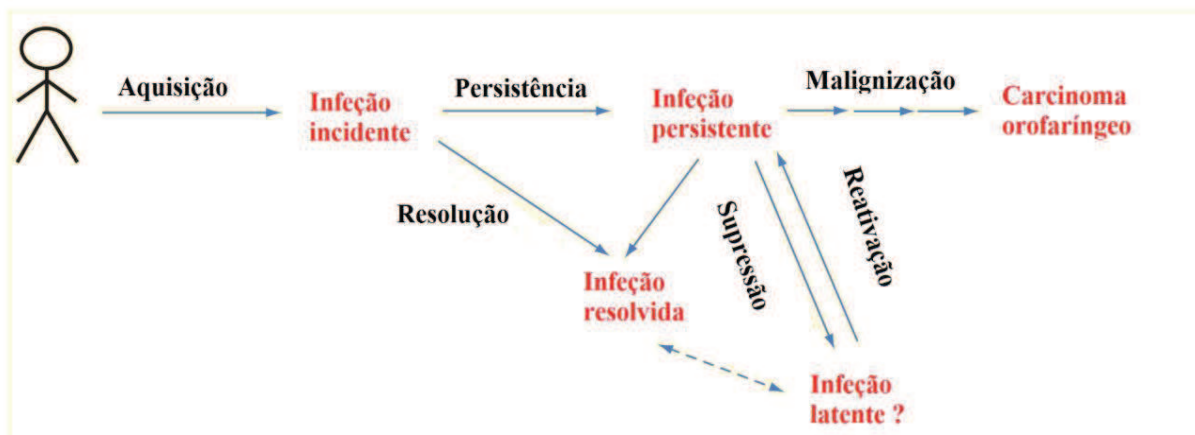 Aquisição
Infeção
incidente
Persistência
Infeção
persistente
Malignização
Carcinoma
orofaríngeo
Resolução
Supressão
Reativação
Infeção
resolvida
Infeção
latente ?